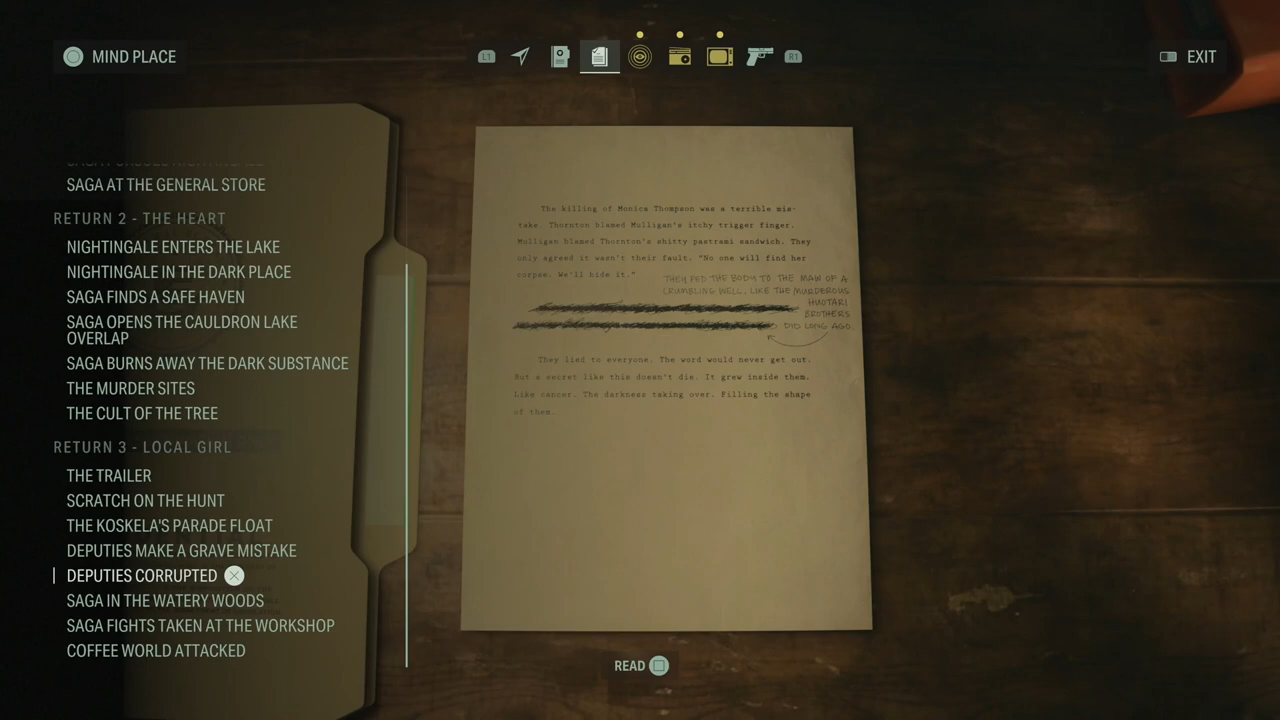 MIND PLACE
L1
R1
EXIT
SAGA AT THE GENERAL STORE
RETURN 2 - THE HEART
NIGHTINGALE ENTERS THE LAKE
NIGHTINGALE IN THE DARK PLACE
SAGA FINDS A SAFE HAVEN
SAGA OPENS THE CAULDRON LAKE
OVERLAP
SAGA BURNS AWAY THE DARK SUBSTANCE
THE MURDER SITES
THE CULT OF THE TREE
RETURN 3 - LOCAL GIRL
THE TRAILER
SCRATCH ON THE HUNT
THE KOSKELA'S PARADE FLOAT
DEPUTIES MAKE A GRAVE MISTAKE
DEPUTIES CORRUPTED
SAGA IN THE WATERY WOODS
SAGA FIGHTS TAKEN AT THE WORKSHOP
COFFEE WORLD ATTACKED
The killing of Monica Thompson was a terrible mis-
take. Thornton blamed Mulligan's itchy trigger finger.
Mulligan blamed Thornton's shitty pastrami sandwich. They
only agreed it wasn't their fault. "No one will find her
corpse. We'll hide it."
THEY FED THE BODY TO THE MAW OF A
CRUMBLING WELL, LIKE THE MURDEROUS
HUOTARI
BROTHERS
DID LONG AGO.
They lied to everyone. The word would never get out.
But a secret like this doesn't die. It grew inside them.
Like cancer. The darkness taking over. Filling the shape
of them.
READ